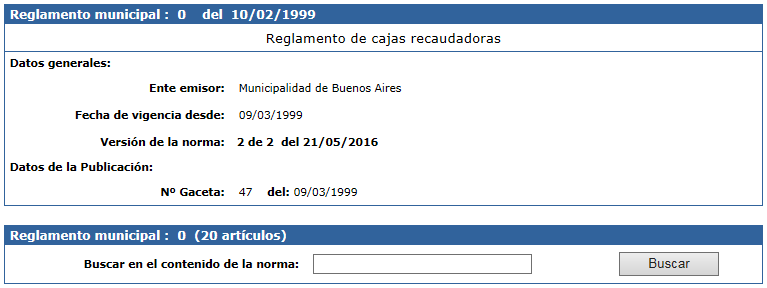 Reglamento municipal : 0 del 10/02/1999
Reglamento de cajas recaudadoras
Datos generales:
Ente emisor: Municipalidad de Buenos Aires
Fecha de vigencia desde: 09/03/1999
Versión de la norma: 2 de 2 del 21/05/2016
Datos de la Publicación:
Nº Gaceta: 47 del: 09/03/1999
Reglamento municipal : 0 (20 artículos)
Buscar en el contenido de la norma: Buscar